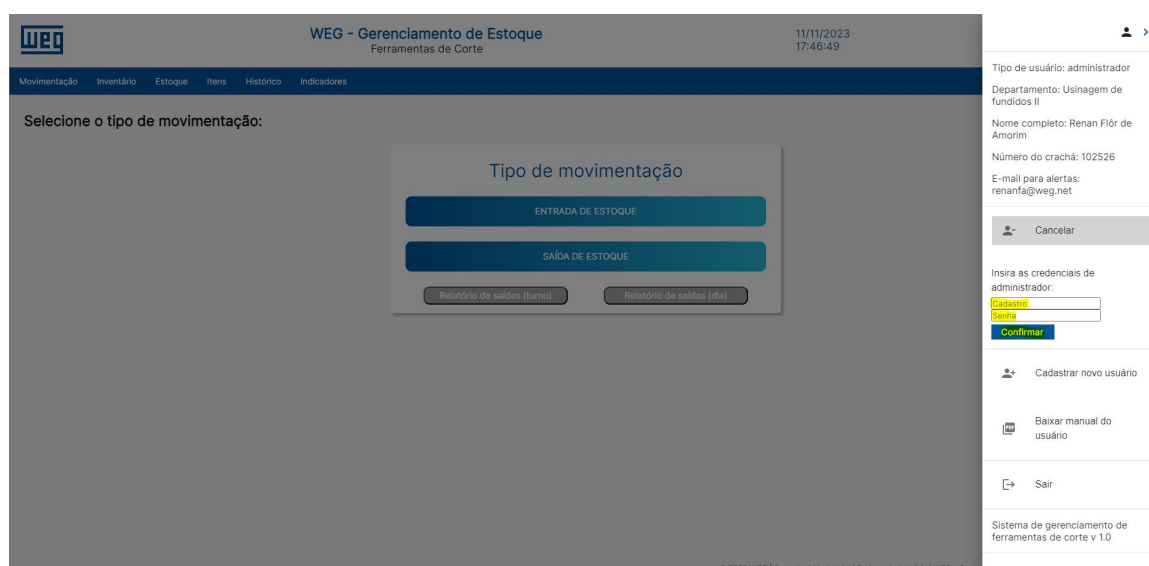 WEG
WEG - Gerenciamento de Estoque
Ferramentas de Corte
11/11/2023
17:46:49
Movimentação Inventário Estoque Itens Histórico Indicadores
Selecione o tipo de movimentação:
Tipo de movimentação
ENTRADA DE ESTOQUE
SAÍDA DE ESTOQUE
Relatório de saídas (turno) Relatório de saídas (dia)
Tipo de usuário: administrador
Departamento: Usinagem de
fundidos II
Nome completo: Renan Flôr de
Amorim
Número do crachá: 102526
E-mail para alertas:
renanfa@weg.net
Cancelar
Insira as credenciais de
administrador:
Cadastro
Senha
Confirmar
Cadastrar novo usuário
PDF
Baixar manual do
usuário
Sair
Sistema de gerenciamento de
ferramentas de corte v 1.0